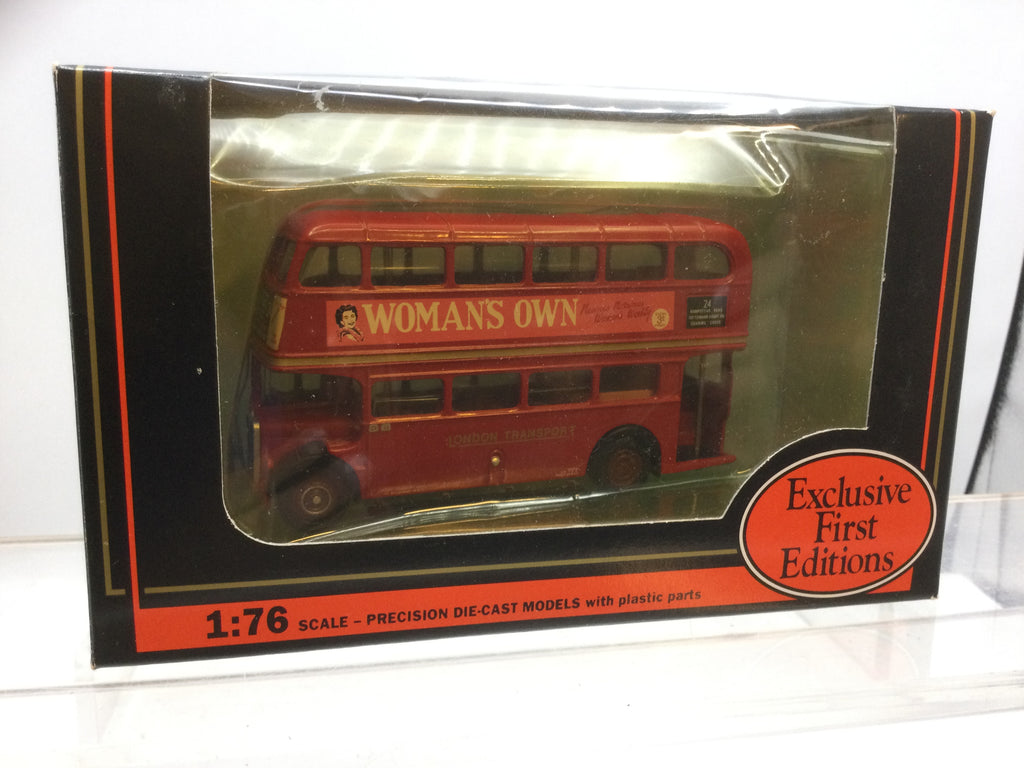 WOMAN'S OWN
24
LONDON TRANSPORT
Exclusive
First
Editions
1:76 SCALE – PRECISION DIE-CAST MODELS with plastic parts